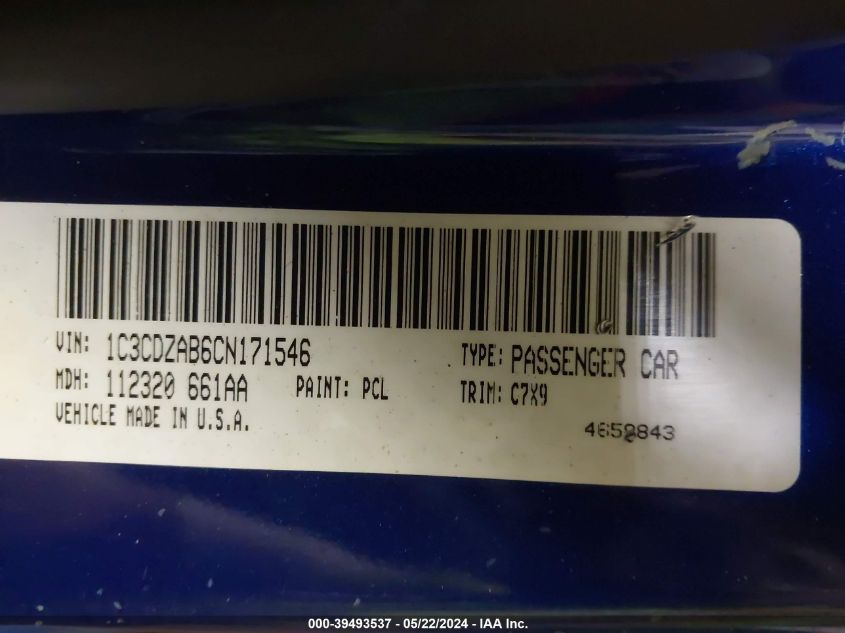 VIN: 1C3CDZAB6CN171546
TYPE: PASSENGER CAR
MDH: 112320 661AA PAINT: PCL TRIM: C7X9
VEHICLE MADE IN U.S.A.
000-39493537 - 05/22/2024 - IAA Inc.